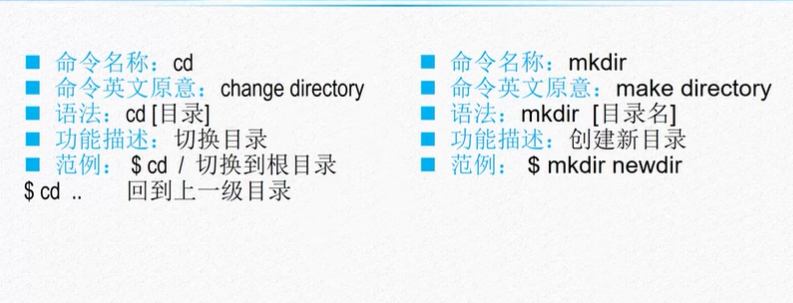 命令名称：cd
命令英文原意：change directory
语法：cd [目录]
功能描述：切换目录
范例： $ cd / 切换到根目录
$ cd .. 回到上一级目录
命令名称：mkdir
命令英文原意：make directory
语法：mkdir [目录名]
功能描述：创建新目录
范例： $ mkdir newdir